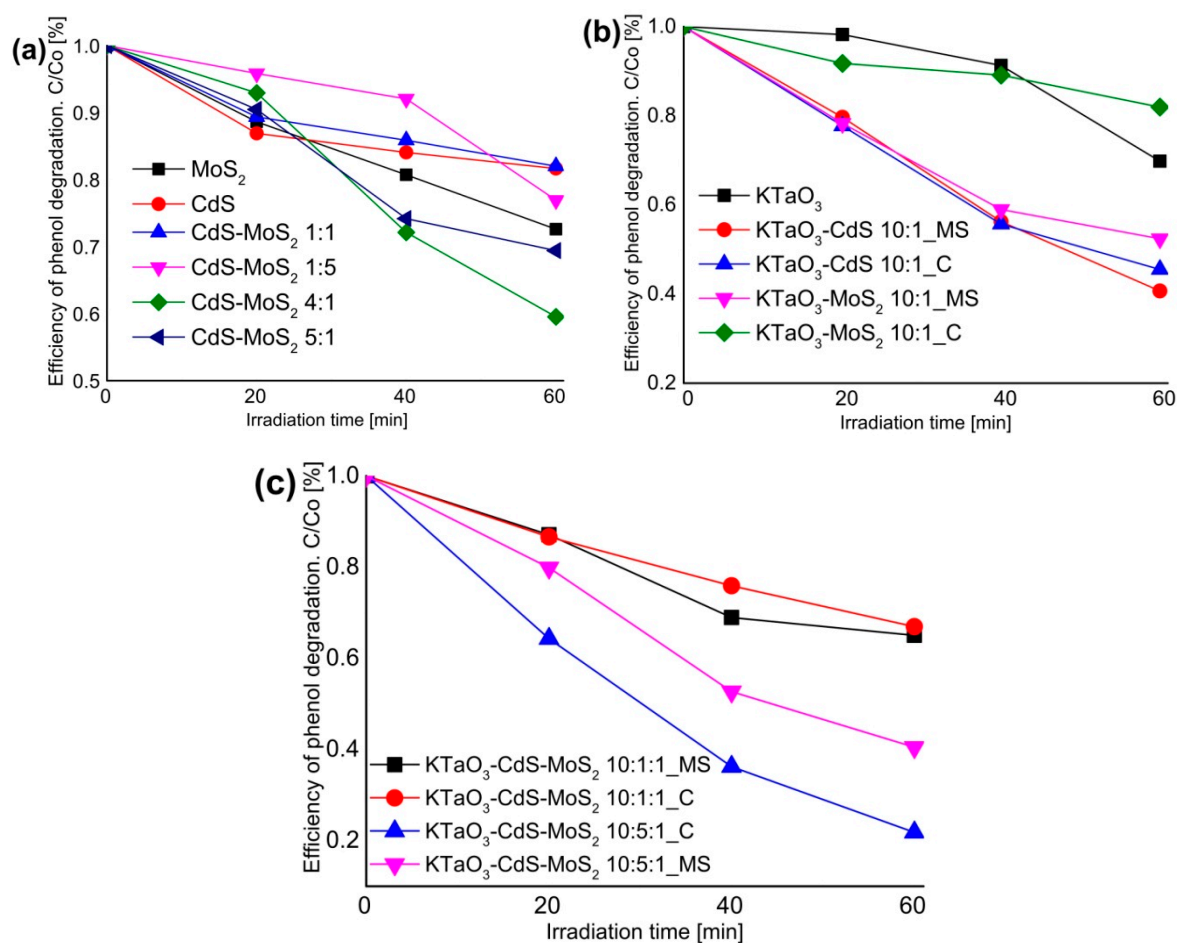 (a)
Efficiency of phenol degradation. C/Co [%]
1.0
0.9
0.8
0.7
0.6
0.5
MoS₂
CdS
CdS-MoS₂ 1:1
CdS-MoS₂ 1:5
CdS-MoS₂ 4:1
CdS-MoS₂ 5:1
0
20
40
60
Irradiation time [min]
(b)
Efficiency of phenol degradation. C/Co [%]
1.0
0.8
0.6
0.4
0.2
KTaO₃
KTaO₃-CdS 10:1_MS
KTaO₃-CdS 10:1_C
KTaO₃-MoS₂ 10:1_MS
KTaO₃-MoS₂ 10:1_C
0
20
40
60
Irradiation time [min]
(c)
Efficiency of phenol degradation. C/Co [%]
1.0
0.8
0.6
0.4
0.2
KTaO₃-CdS-MoS₂ 10:1:1_MS
KTaO₃-CdS-MoS₂ 10:1:1_C
KTaO₃-CdS-MoS₂ 10:5:1_C
KTaO₃-CdS-MoS₂ 10:5:1_MS
0
20
40
60
Irradiation time [min]